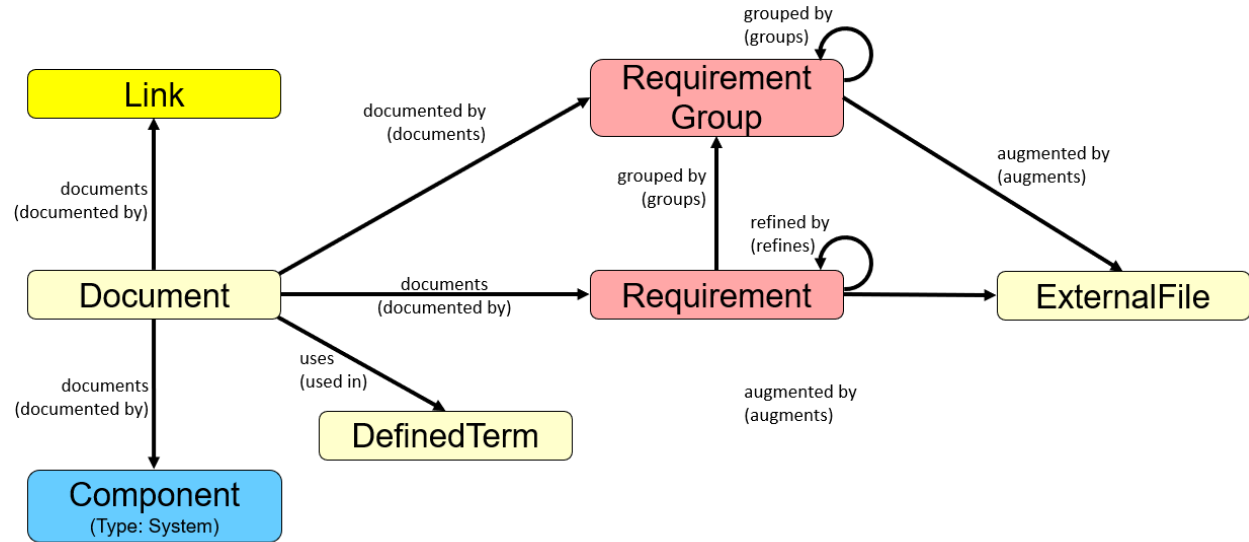 grouped by
(groups)
Requirement
Group
Link
documented by
(documents)
augmented by
(augments)
documents
(documented by)
grouped by
(groups)
refined by
(refines)
Document
documents
(documented by)
Requirement
ExternalFile
uses
(used in)
documents
(documented by)
augmented by
(augments)
DefinedTerm
Component
(Type: System)